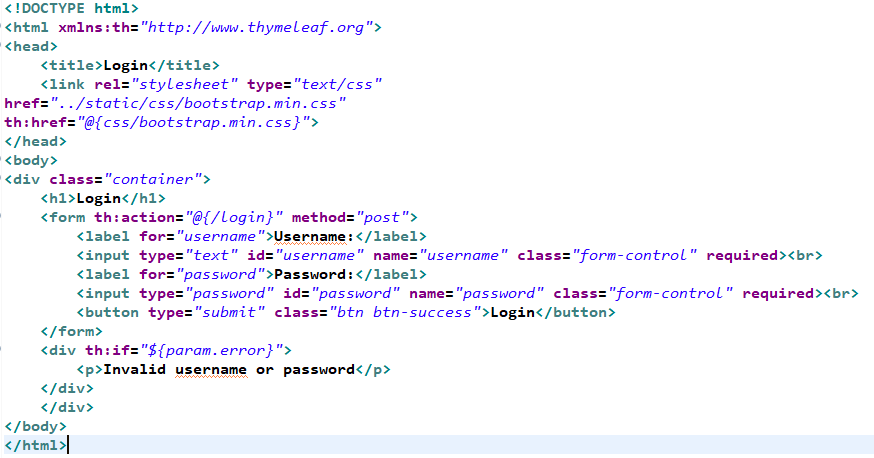 <!DOCTYPE html>
<html xmlns:th="http://www.thymeleaf.org">
<head>
    <title>Login</title>
    <link rel="stylesheet" type="text/css"
href="../static/css/bootstrap.min.css"
th:href="@{css/bootstrap.min.css}">
</head>
<body>
<div class="container">
    <h1>Login</h1>
    <form th:action="@{/login}" method="post">
        <label for="username">Username:</label>
        <input type="text" id="username" name="username" class="form-control" required><br>
        <label for="password">Password:</label>
        <input type="password" id="password" name="password" class="form-control" required><br>
        <button type="submit" class="btn btn-success">Login</button>
    </form>
    <div th:if="${param.error}">
        <p>Invalid username or password</p>
    </div>
    </div>
</body>
</html>